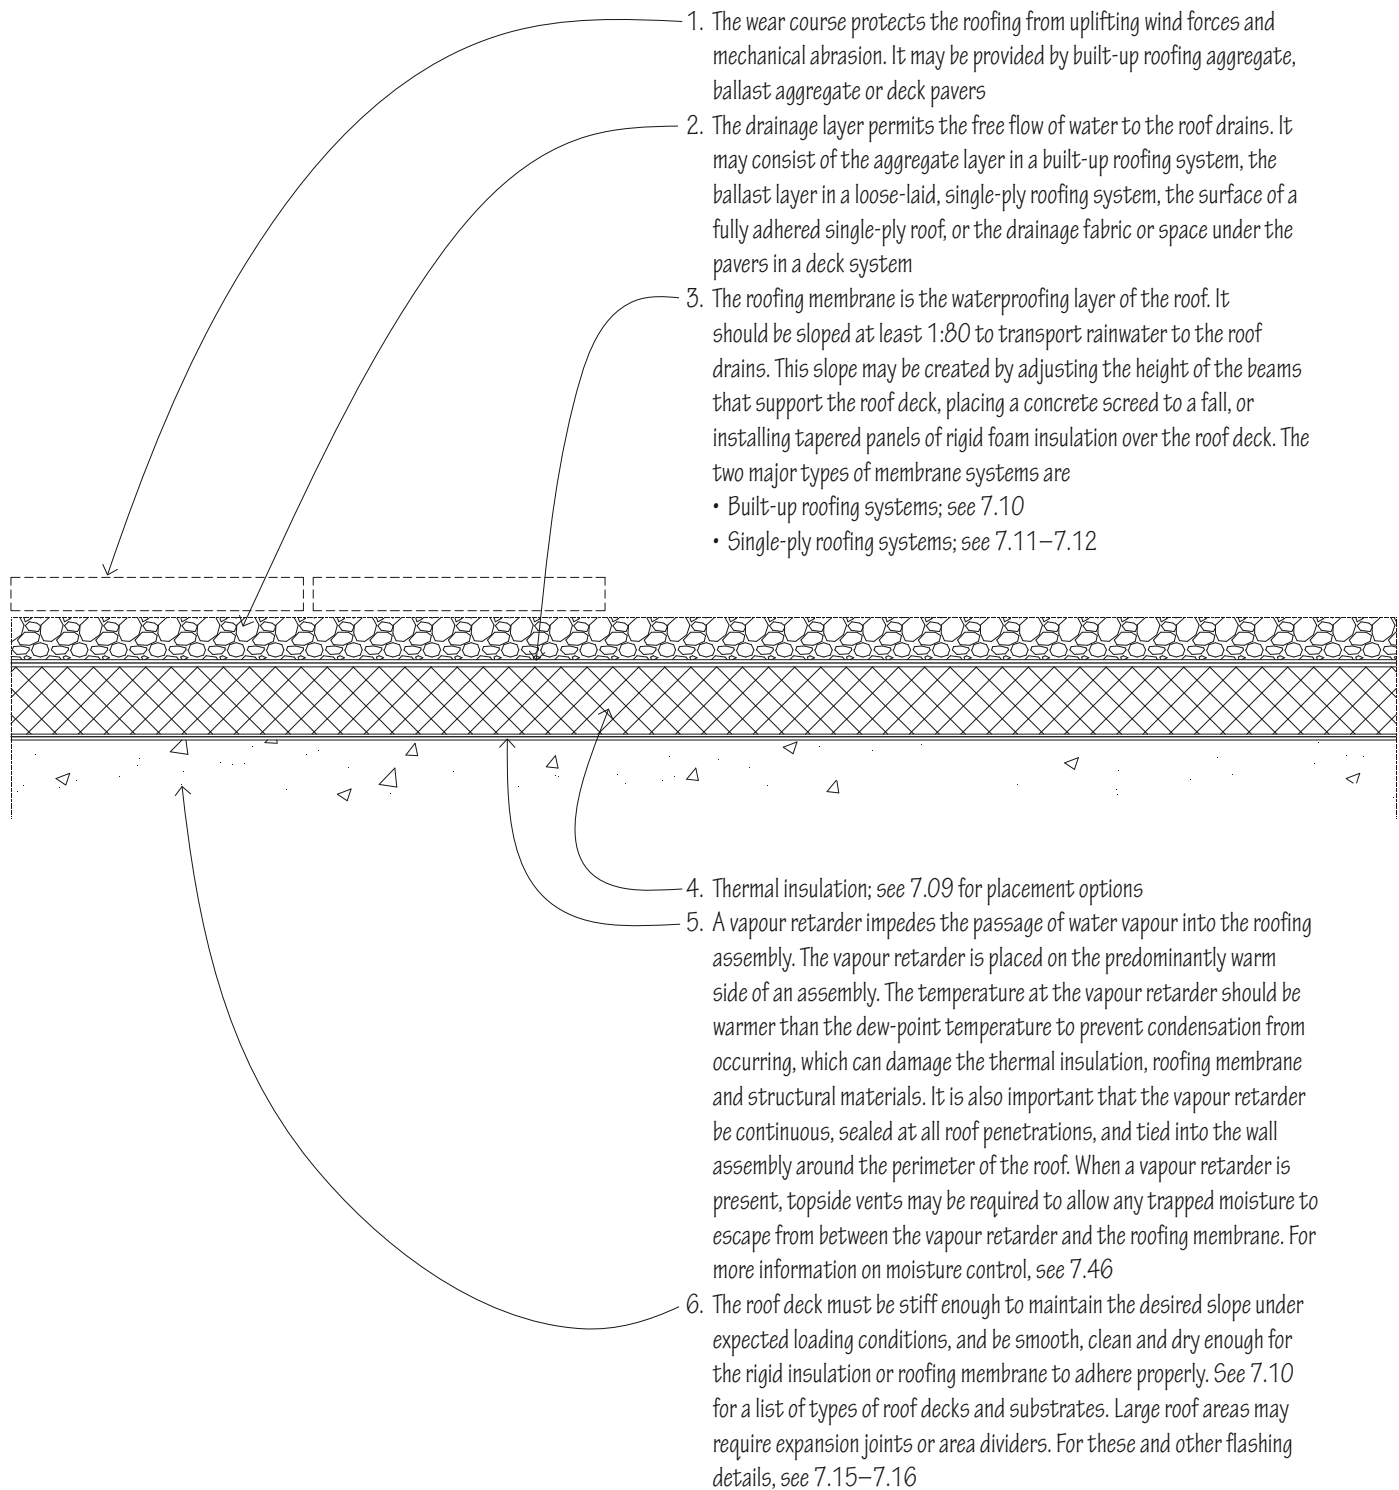 1. The wear course protects the roofing from uplifting wind forces and
mechanical abrasion. It may be provided by built-up roofing aggregate,
ballast aggregate or deck pavers
2. The drainage layer permits the free flow of water to the roof drains. It
may consist of the aggregate layer in a built-up roofing system, the
ballast layer in a loose-laid, single-ply roofing system, the surface of a
fully adhered single-ply roof, or the drainage fabric or space under the
pavers in a deck system
3. The roofing membrane is the waterproofing layer of the roof. It
should be sloped at least 1:80 to transport rainwater to the roof
drains. This slope may be created by adjusting the height of the beams
that support the roof deck, placing a concrete screed to a fall, or
installing tapered panels of rigid foam insulation over the roof deck. The
two major types of membrane systems are
• Built-up roofing systems; see 7.10
• Single-ply roofing systems; see 7.11–7.12
4. Thermal insulation; see 7.09 for placement options
5. A vapour retarder impedes the passage of water vapour into the roofing
assembly. The vapour retarder is placed on the predominantly warm
side of an assembly. The temperature at the vapour retarder should be
warmer than the dew-point temperature to prevent condensation from
occurring, which can damage the thermal insulation, roofing membrane
and structural materials. It is also important that the vapour retarder
be continuous, sealed at all roof penetrations, and tied into the wall
assembly around the perimeter of the roof. When a vapour retarder is
present, topside vents may be required to allow any trapped moisture to
escape from between the vapour retarder and the roofing membrane. For
more information on moisture control, see 7.46
6. The roof deck must be stiff enough to maintain the desired slope under
expected loading conditions, and be smooth, clean and dry enough for
the rigid insulation or roofing membrane to adhere properly. See 7.10
for a list of types of roof decks and substrates. Large roof areas may
require expansion joints or area dividers. For these and other flashing
details, see 7.15–7.16